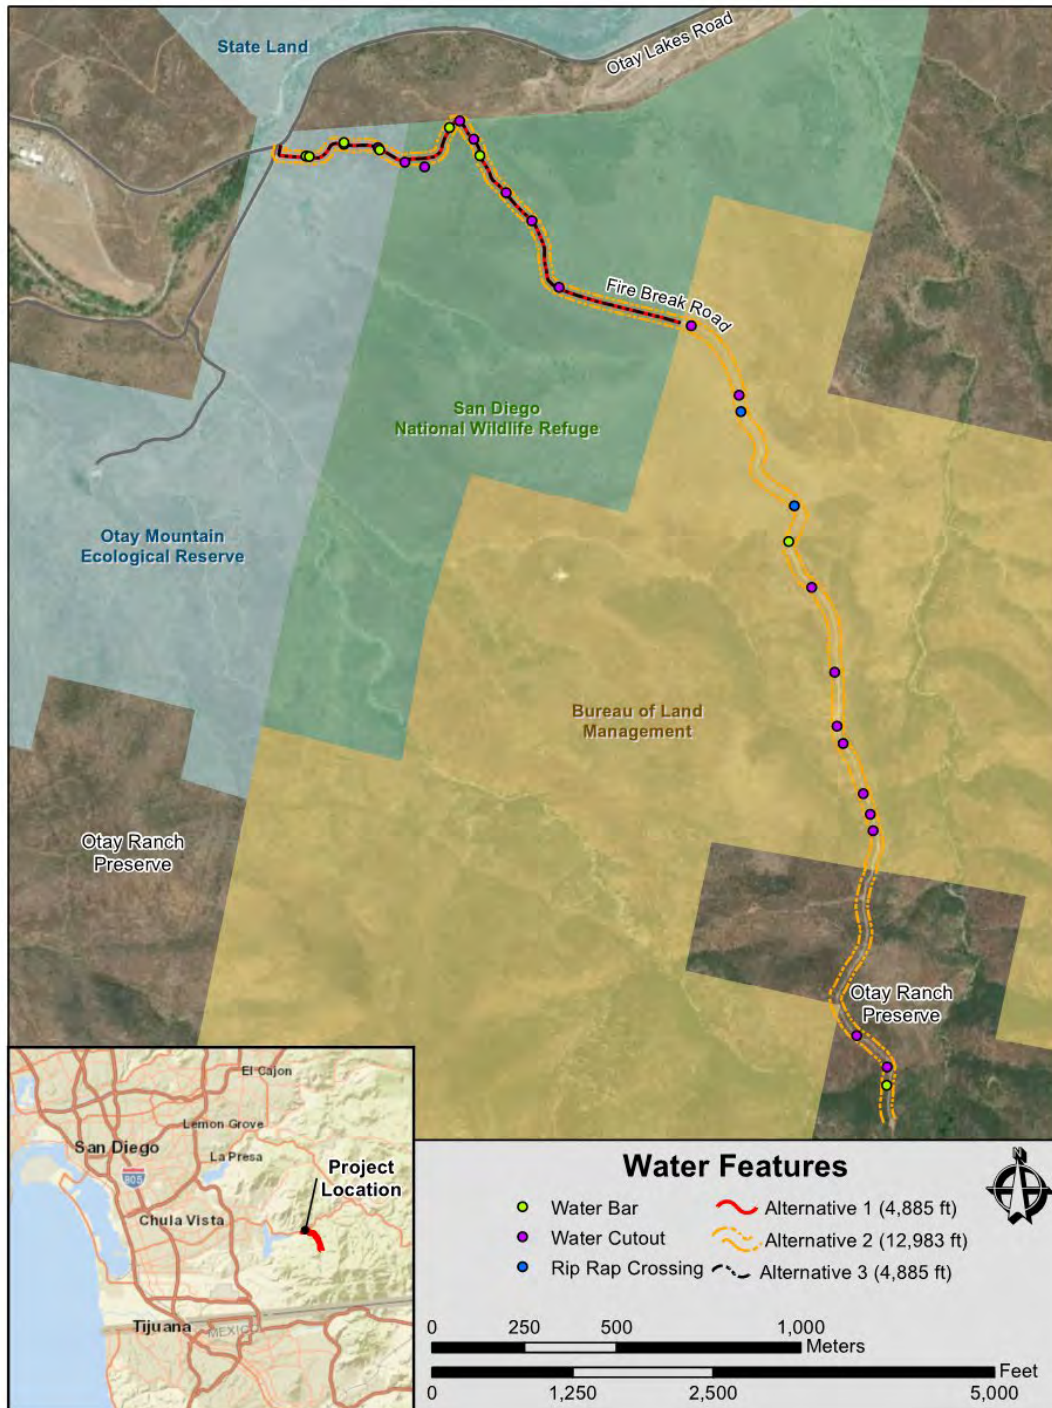 State Land
Otay Lakes Road
Fire Break Road
San Diego
National Wildlife Refuge
Otay Mountain
Ecological Reserve
Bureau of Land
Management
Otay Ranch
Preserve
Otay Ranch
Preserve
El Cajon
Lemon Grove
San Diego
La Presa
805
Project
Location
Chula Vista
Tijuana
MEXICO
Water Features
N
Water Bar
Alternative 1 (4,885 ft)
Water Cutout
Alternative 2 (12,983 ft)
Rip Rap Crossing
Alternative 3 (4,885 ft)
0 250 500 1,000
Meters
Feet
0 1,250 2,500 5,000